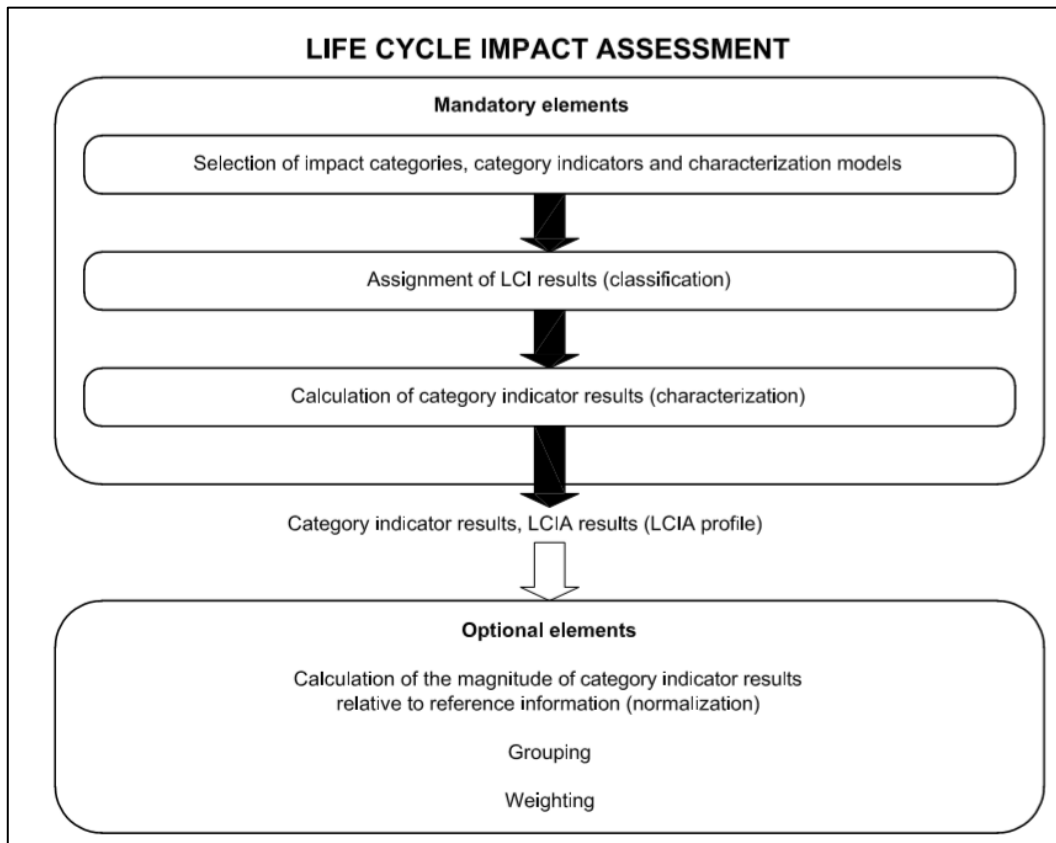 LIFE CYCLE IMPACT ASSESSMENT
Mandatory elements
Selection of impact categories, category indicators and characterization models
Assignment of LCI results (classification)
Calculation of category indicator results (characterization)
Category indicator results, LCIA results (LCIA profile)
Optional elements
Calculation of the magnitude of category indicator results
relative to reference information (normalization)
Grouping
Weighting